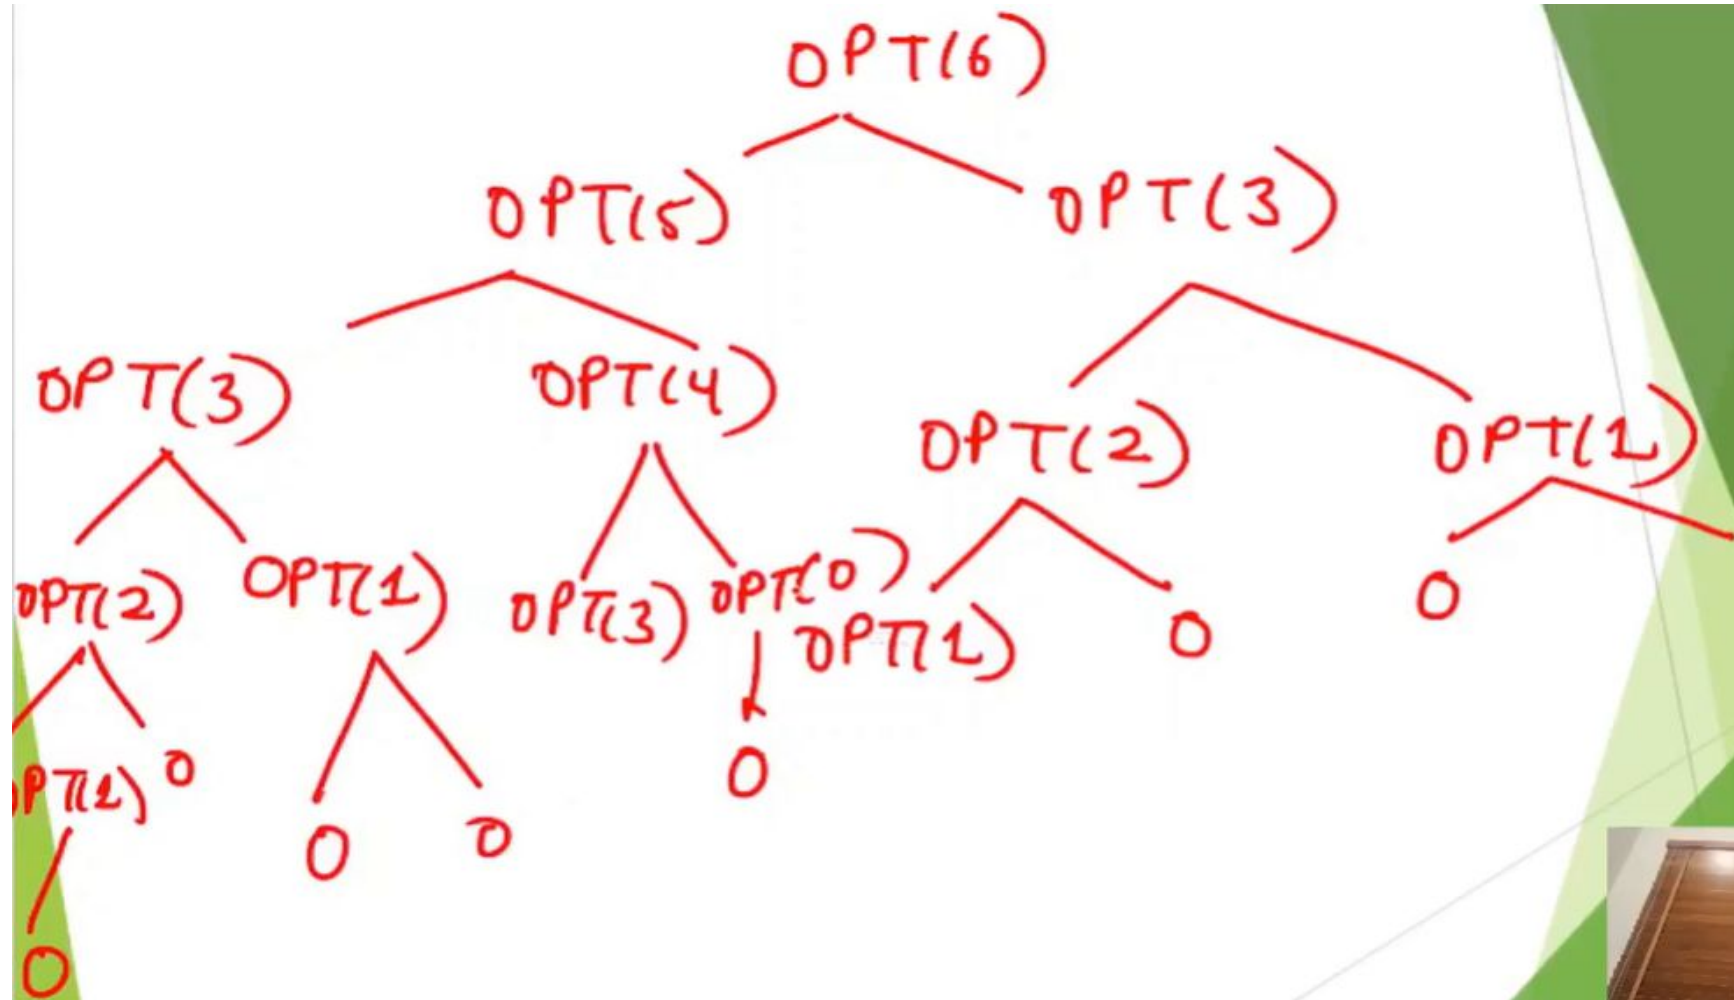 OPT(6)
OPT(5) OPT(3)
OPT(3) OPT(4) OPT(2) OPT(1)
OPT(2) OPT(1) OPT(3) OPT(0) OPT(1) 0 0
OPT(1) 0 0 0 0
0